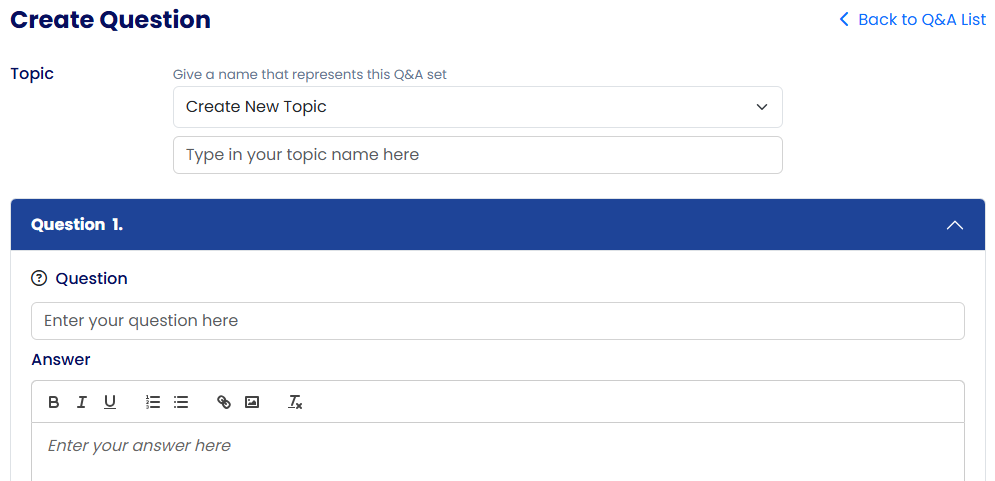 Create Question
Back to Q&A List
Topic
Give a name that represents this Q&A set
Create New Topic
Type in your topic name here
Question 1.
Question
Enter your question here
Answer
B I U
Enter your answer here